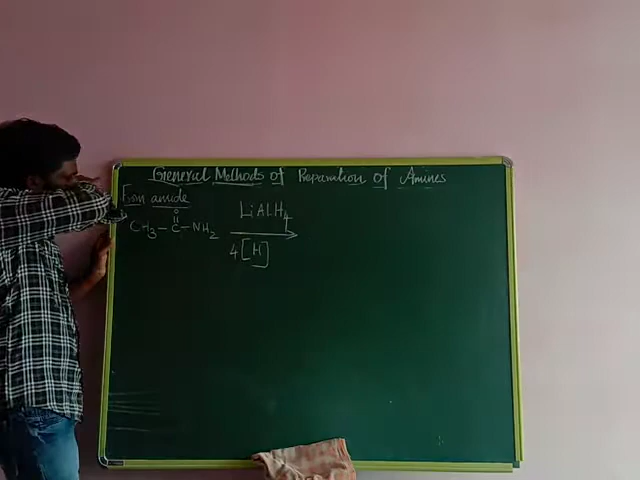 General Methods of Preparation of Amines
From amide
O
||
CH3 – C – NH2
LiAlH4
4[H]